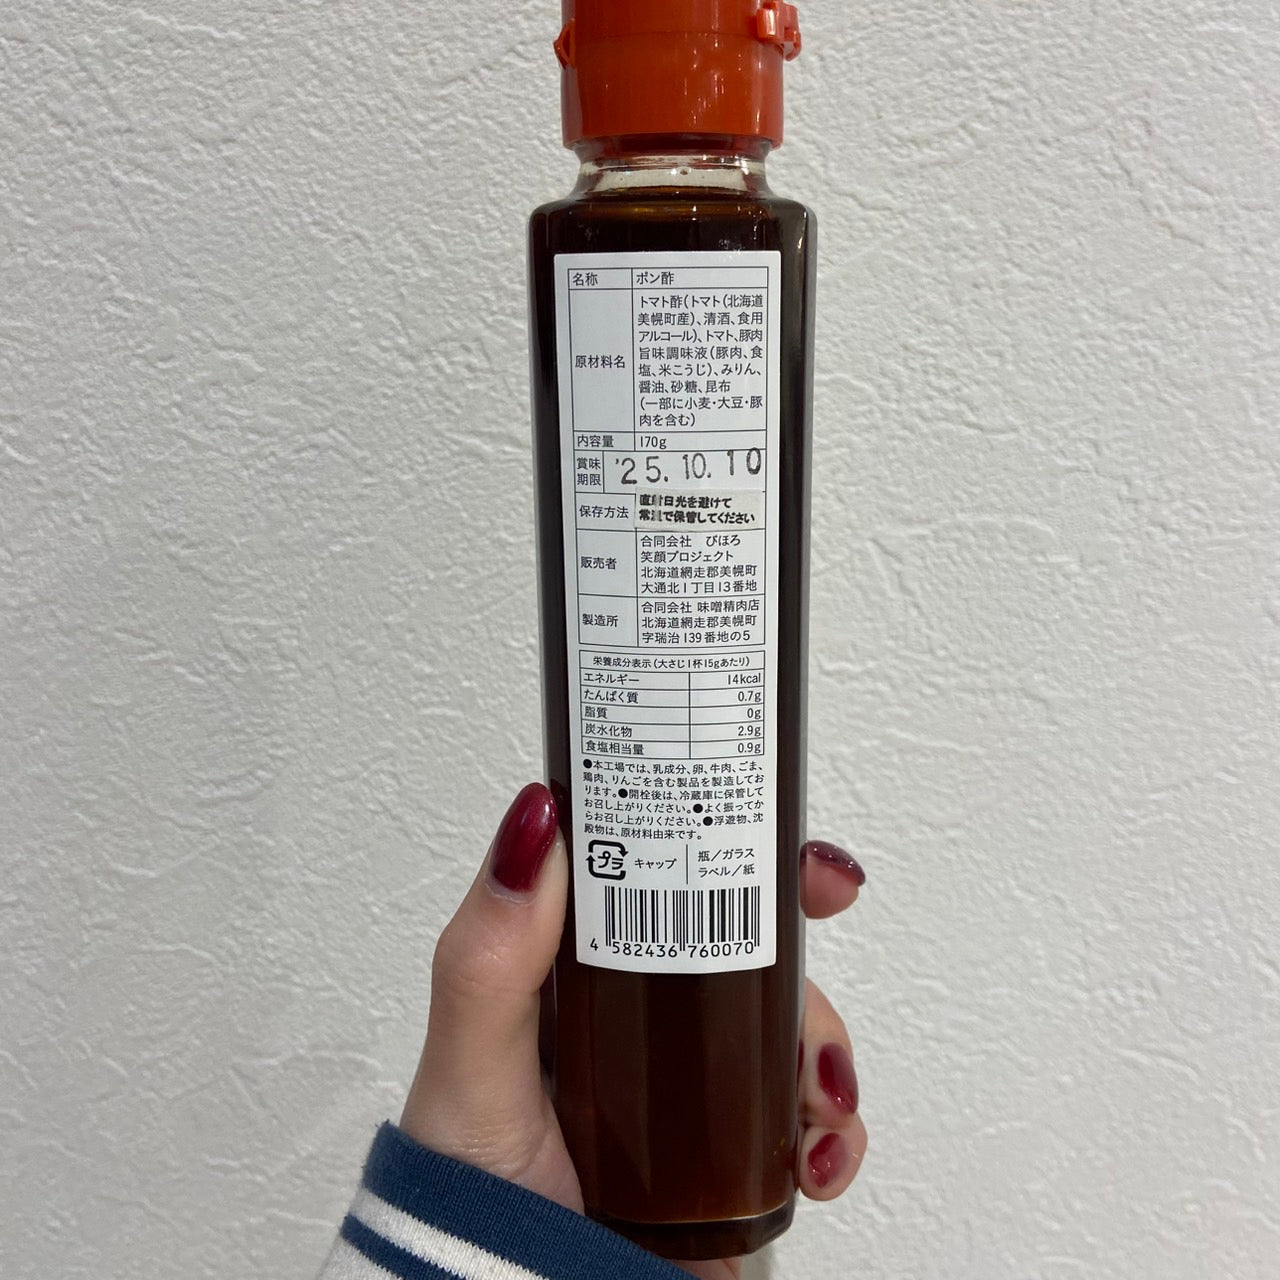 名称 ポン酢
原材料名
トマト酢(トマト(北海道
美幌町産)、清酒、食用
アルコール)、トマト、豚肉
旨味調味液(豚肉、食
塩、米こうじ)、みりん、
醤油、砂糖、昆布
(一部に小麦・大豆・豚
肉を含む)
内容量 170g
賞味
期限
'25.10.10
保存方法
直射日光を避けて
常温で保管してください
販売者
合同会社 びほろ
笑顔プロジェクト
北海道網走郡美幌町
大通北1丁目13番地
製造所
合同会社 味噌精肉店
北海道網走郡美幌町
字瑞治139番地の5
栄養成分表示(大さじ1杯15gあたり)
エネルギー 14kcal
たんぱく質 0.7g
脂質 0g
炭水化物 2.9g
食塩相当量 0.9g
●本工場では、乳成分、卵、牛肉、ごま、
鶏肉、りんごを含む製品を製造してお
ります。●開栓後は、冷蔵庫に保管して
お召し上がりください。●よく振ってか
らお召し上がりください。●浮遊物、沈
殿物は、原材料由来です。
プラ キャップ
瓶/ガラス
ラベル/紙
4 582436 760070